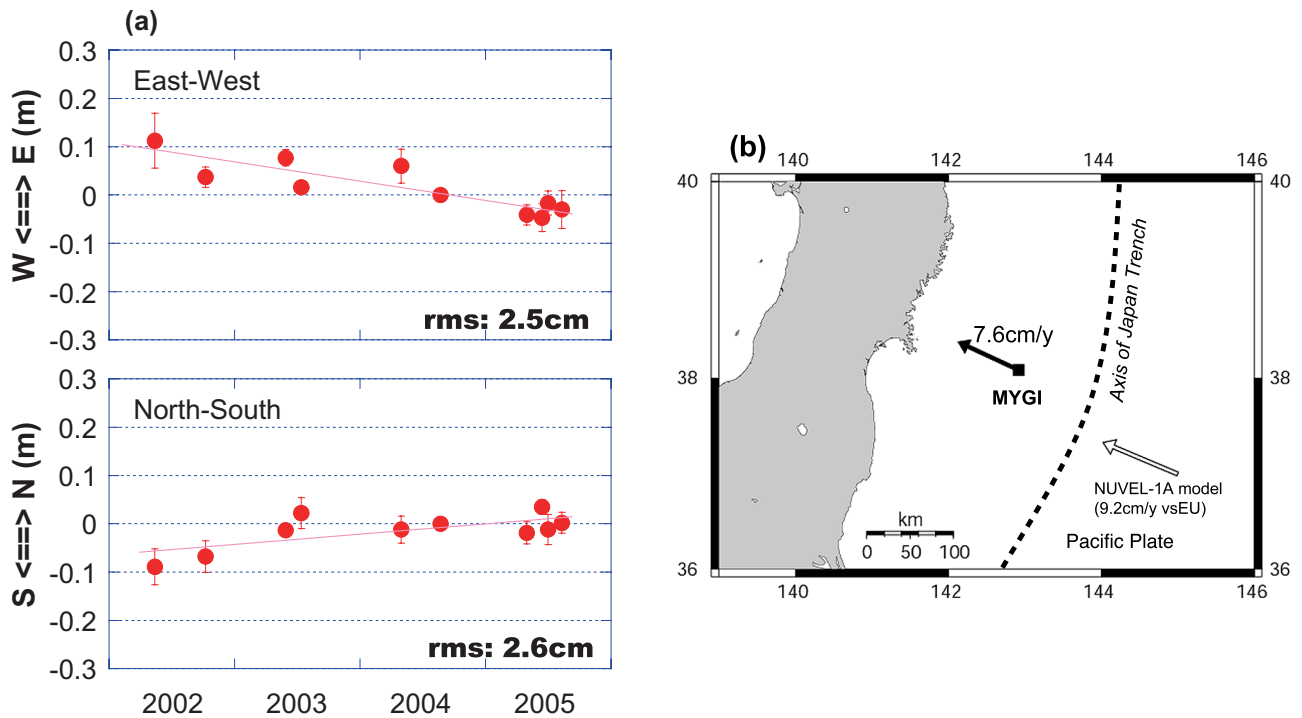 (a)
0.3
0.2
0.1
0
-0.1
-0.2
-0.3
W <==> E (m)
East-West
rms: 2.5cm
0.3
0.2
0.1
0
-0.1
-0.2
-0.3
S <==> N (m)
North-South
rms: 2.6cm
2002 2003 2004 2005
(b)
140 142 144 146
40 40
38 38
36 36
140 142 144 146
7.6cm/y
MYGI
Axis of Japan Trench
NUVEL-1A model
(9.2cm/y vsEU)
Pacific Plate
km
0 50 100